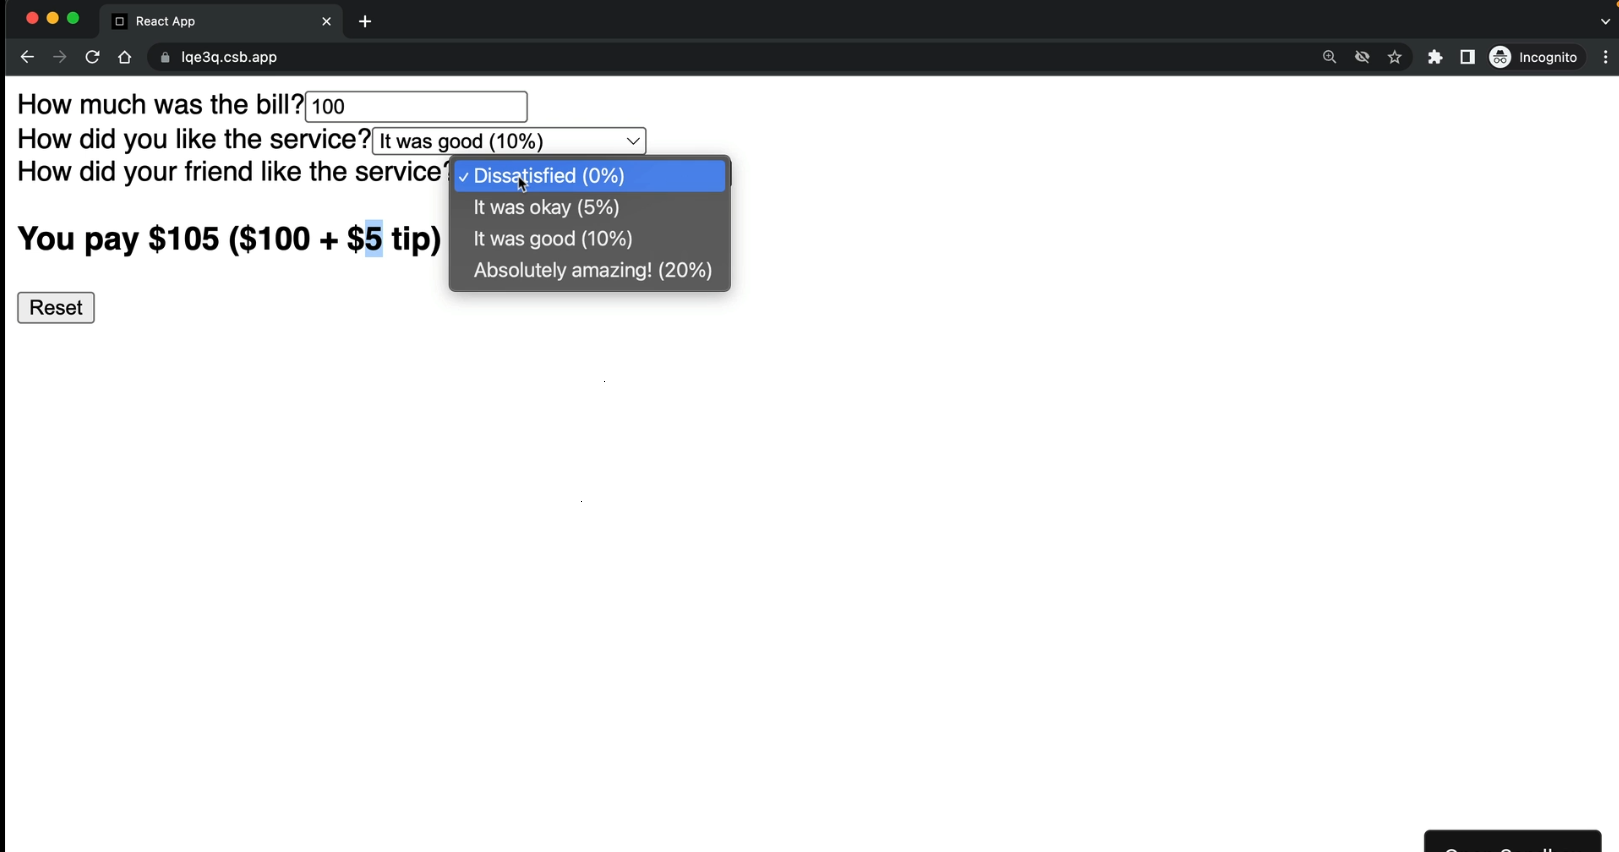 React App
lqe3q.csb.app
Incognito
How much was the bill? 100
How did you like the service? It was good (10%)
How did your friend like the service?
✓ Dissatisfied (0%)
It was okay (5%)
It was good (10%)
Absolutely amazing! (20%)
You pay $105 ($100 + $5 tip)
Reset